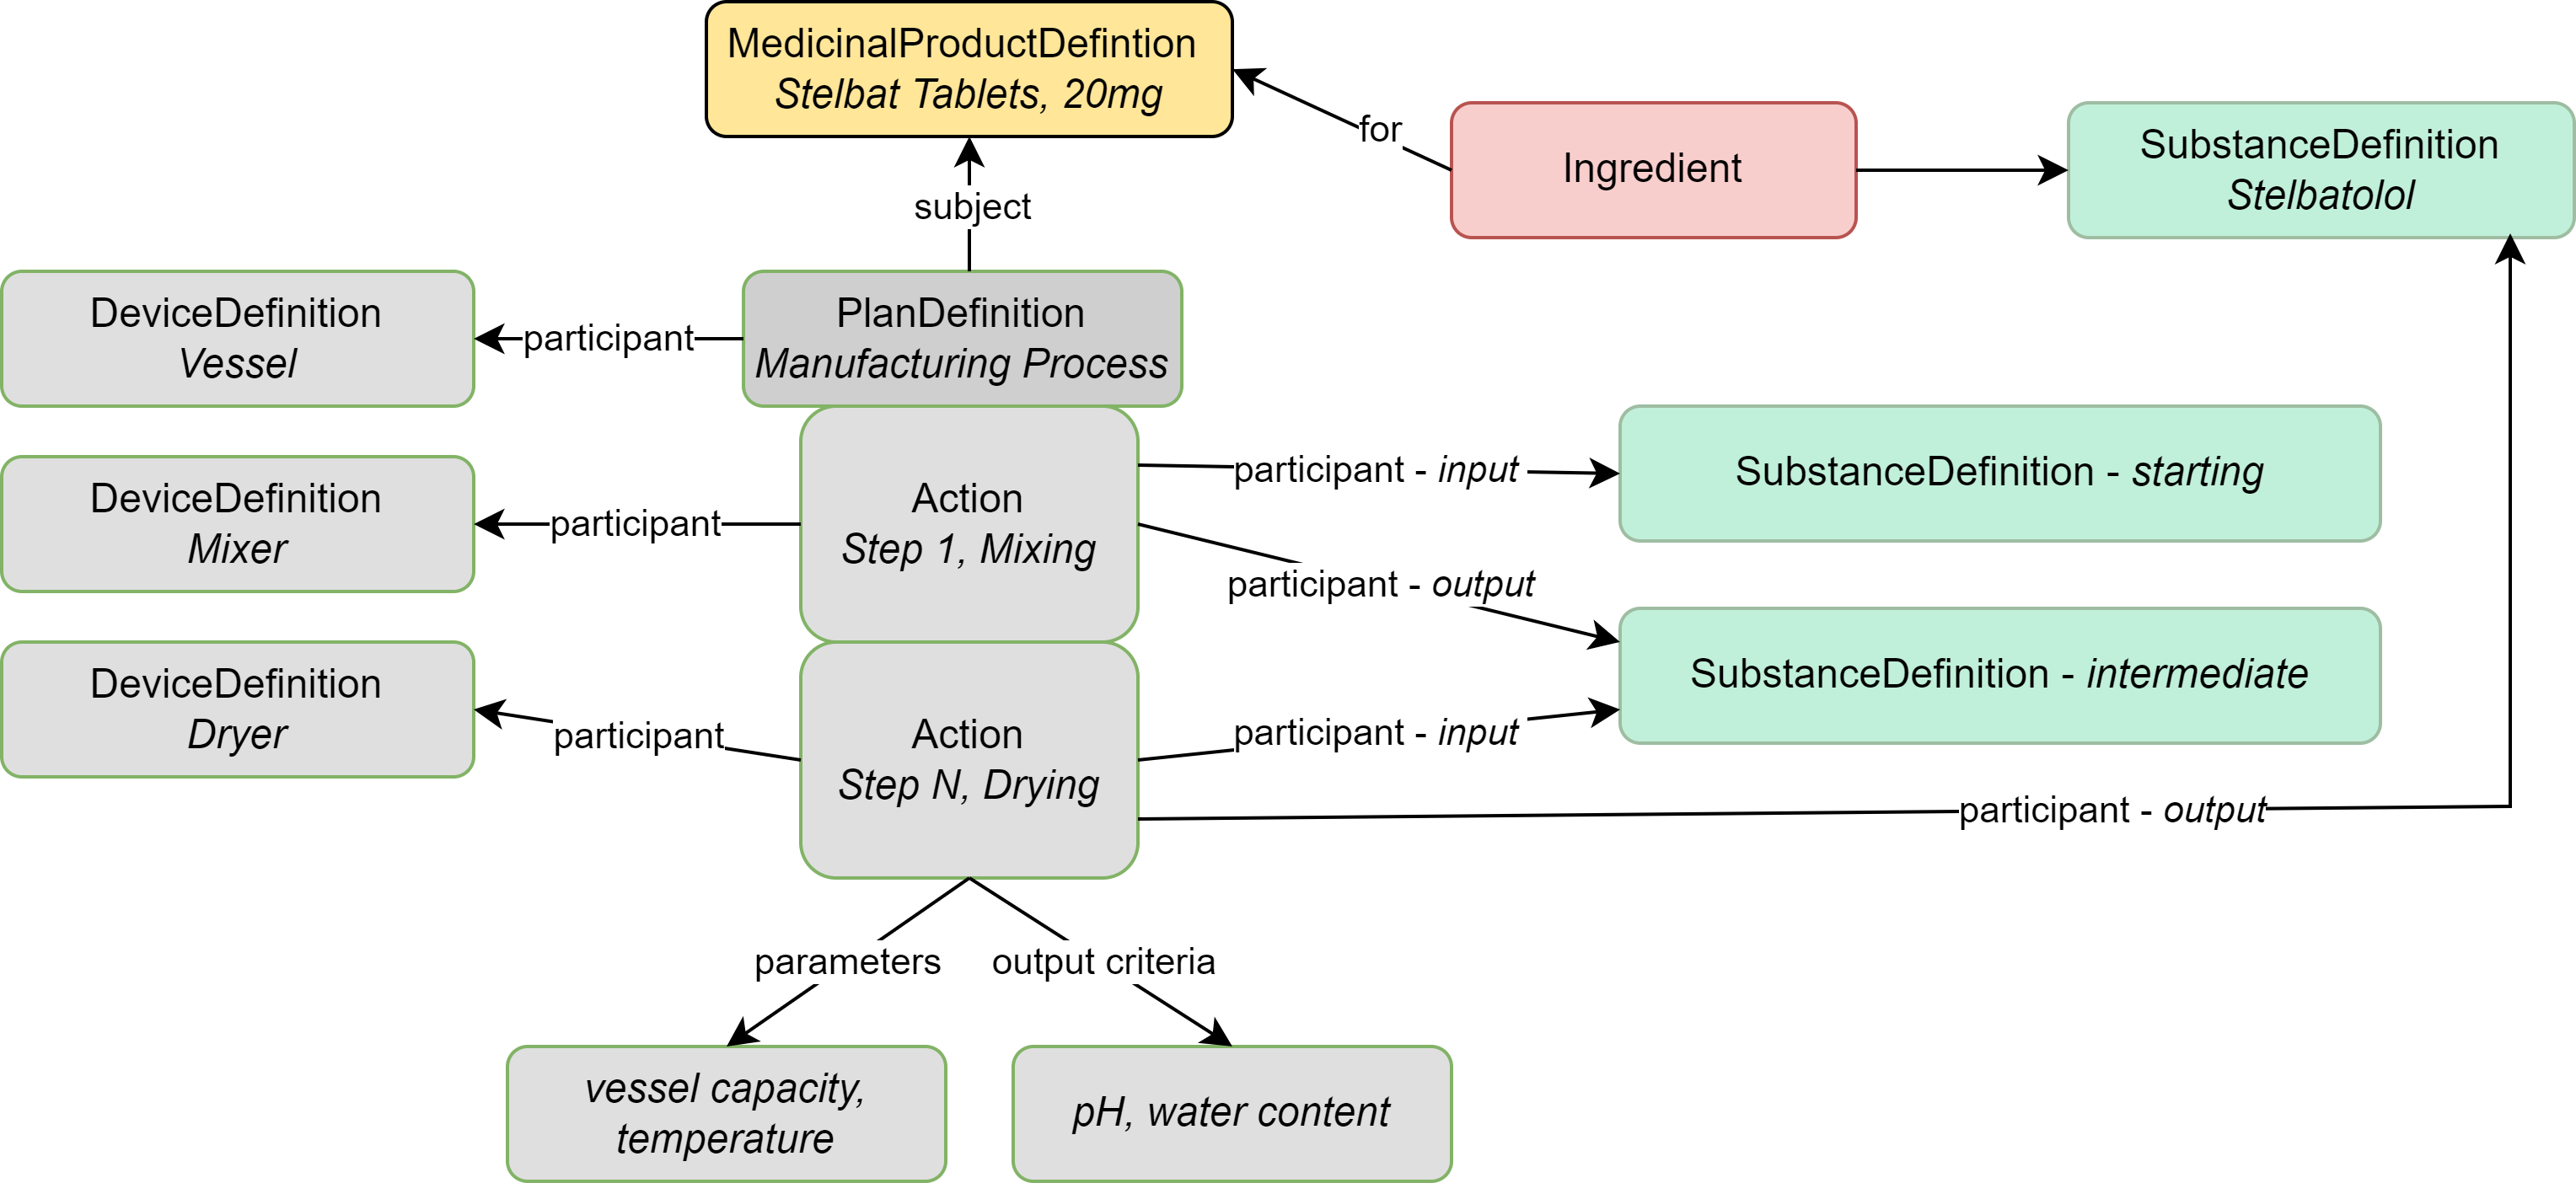 MedicinalProductDefintion
Stelbat Tablets, 20mg
for
Ingredient
SubstanceDefinition
Stelbatolol
subject
DeviceDefinition
Vessel
participant
PlanDefinition
Manufacturing Process
DeviceDefinition
Mixer
participant
Action
Step 1, Mixing
participant - input
SubstanceDefinition - starting
participant - output
DeviceDefinition
Dryer
participant
Action
Step N, Drying
participant - input
SubstanceDefinition - intermediate
participant - output
parameters
output criteria
vessel capacity,
temperature
pH, water content